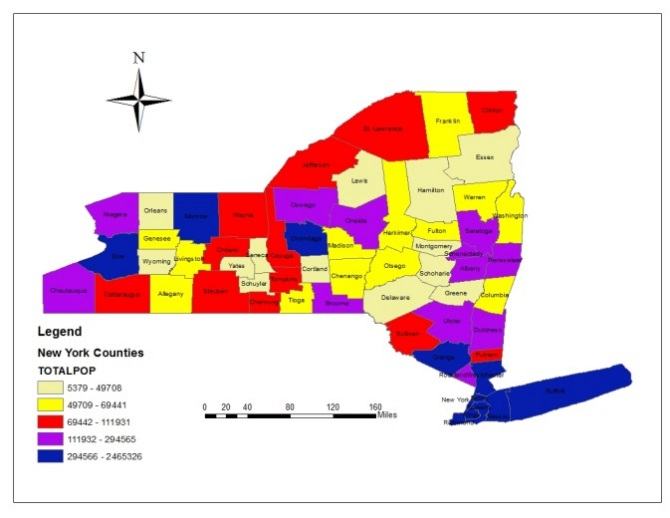 N
Clinton
Franklin
St. Lawrence
Essex
Jefferson
Lewis
Hamilton
Warren
Washington
Niagara
Orleans
Monroe
Wayne
Oswego
Oneida
Herkimer
Fulton
Saratoga
Genesee
Onondaga
Madison
Montgomery
Erie
Wyoming
Livingston
Ontario
Seneca
Cayuga
Yates
Cortland
Chenango
Otsego
Schoharie
Schenectady
Albany
Rensselaer
Chautauqua
Cattaraugus
Allegany
Steuben
Schuyler
Tompkins
Chemung
Tioga
Broome
Delaware
Greene
Columbia
Ulster
Dutchess
Sullivan
Orange
Putnam
Suffolk
New York
Legend
New York Counties
TOTALPOP
5379 - 49708
49709 - 69441
69442 - 111931
111932 - 294565
294566 - 2465326
0 20 40 80 120 160
Miles